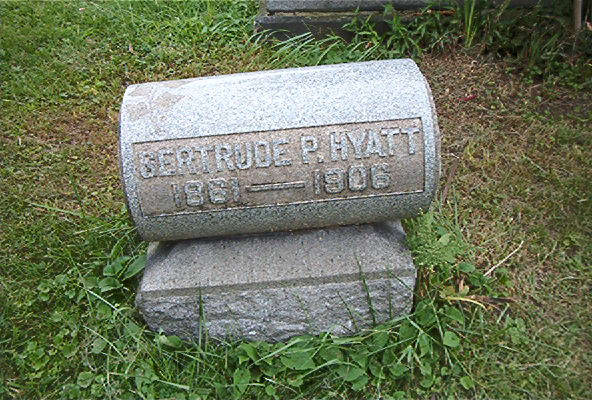 GERTRUDE P. HYATT
1861 — 1906